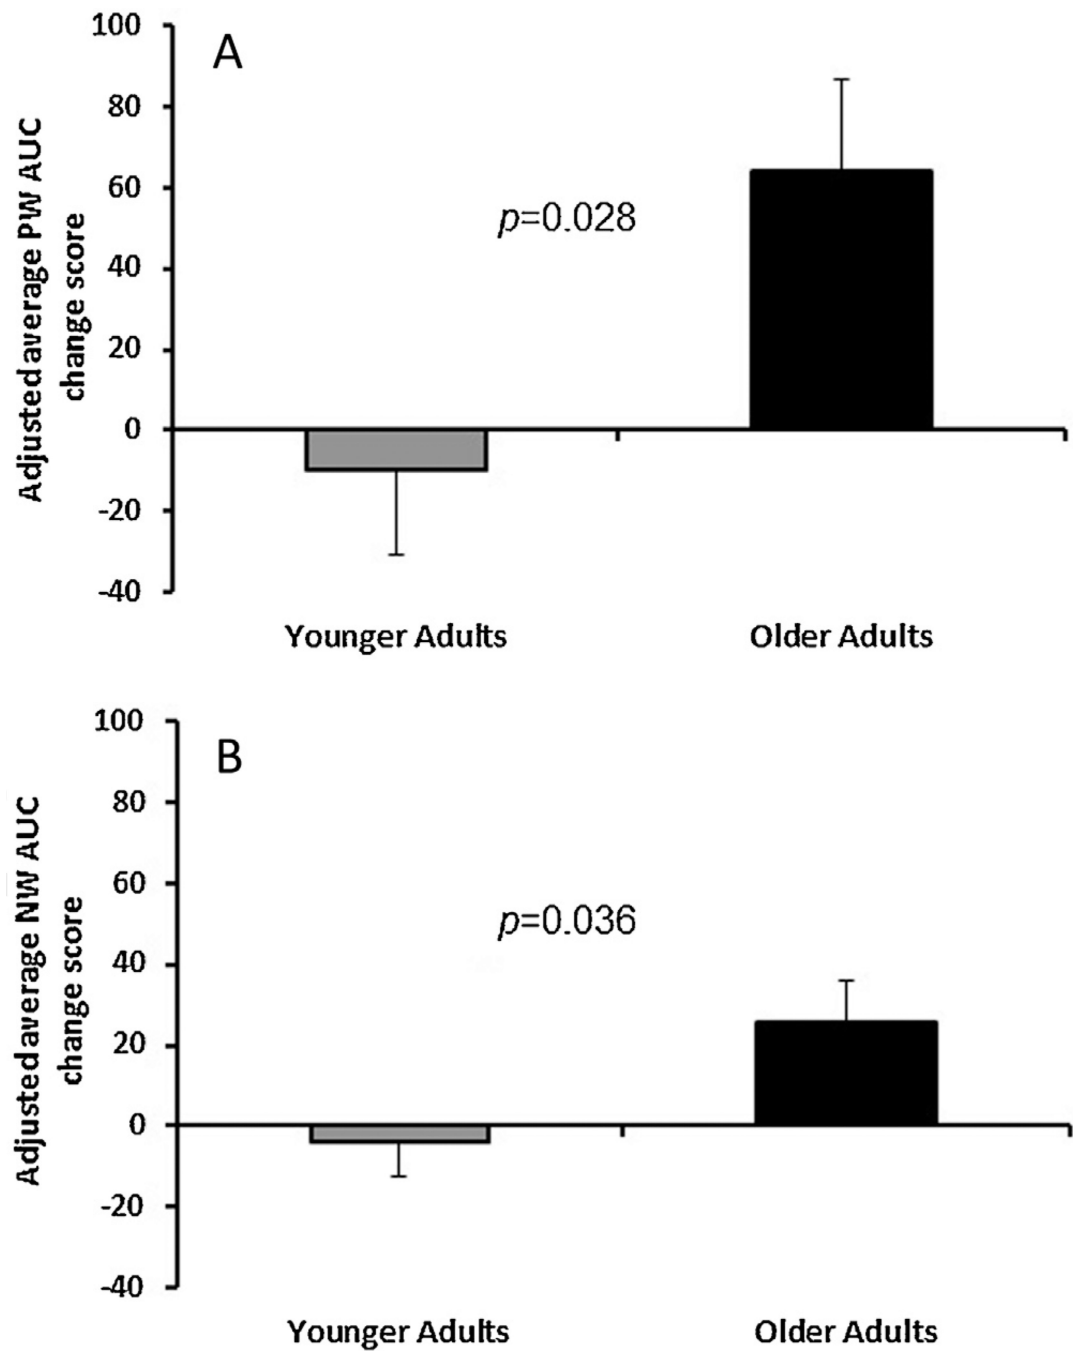 A
Adjusted average PW AUC
change score
100
80
60
40
20
0
-20
-40
p=0.028
Younger Adults
Older Adults
B
Adjusted average NW AUC
change score
100
80
60
40
20
0
-20
-40
p=0.036
Younger Adults
Older Adults